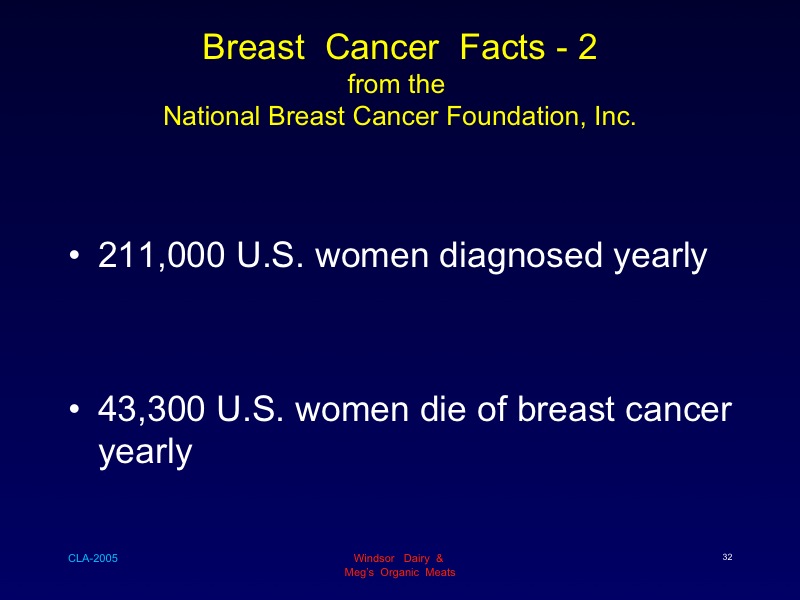 Breast Cancer Facts - 2
from the
National Breast Cancer Foundation, Inc.
• 211,000 U.S. women diagnosed yearly
• 43,300 U.S. women die of breast cancer
yearly
CLA-2005
Windsor Dairy &
Meg's Organic Meats
32